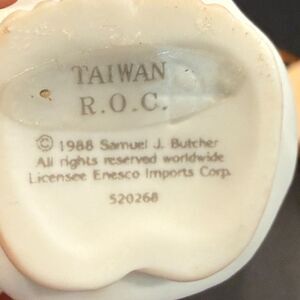 TAIWAN
R.O.C.
© 1988 Samuel J. Butcher
All rights reserved worldwide
Licensee Enesco Imports Corp.
520268